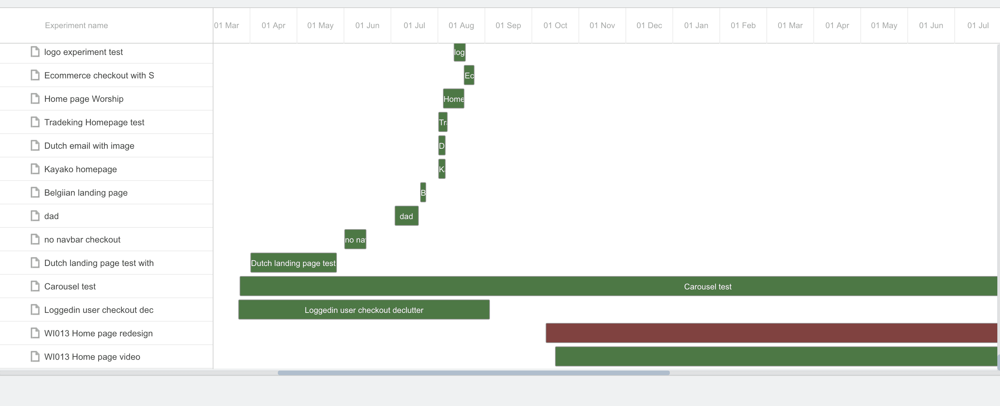 Experiment name
01 Mar 01 Apr 01 May 01 Jun 01 Jul 01 Aug 01 Sep 01 Oct 01 Nov 01 Dec 01 Jan 01 Feb 01 Mar 01 Apr 01 May 01 Jun 01 Jul
logo experiment test log
Ecommerce checkout with S Ec
Home page Worship Home
Tradeking Homepage test Tr
Dutch email with image D
Kayako homepage K
Belgiian landing page B
dad dad
no navbar checkout no na
Dutch landing page test with Dutch landing page test
Carousel test Carousel test
Loggedin user checkout dec Loggedin user checkout declutter
WI013 Home page redesign
WI013 Home page video